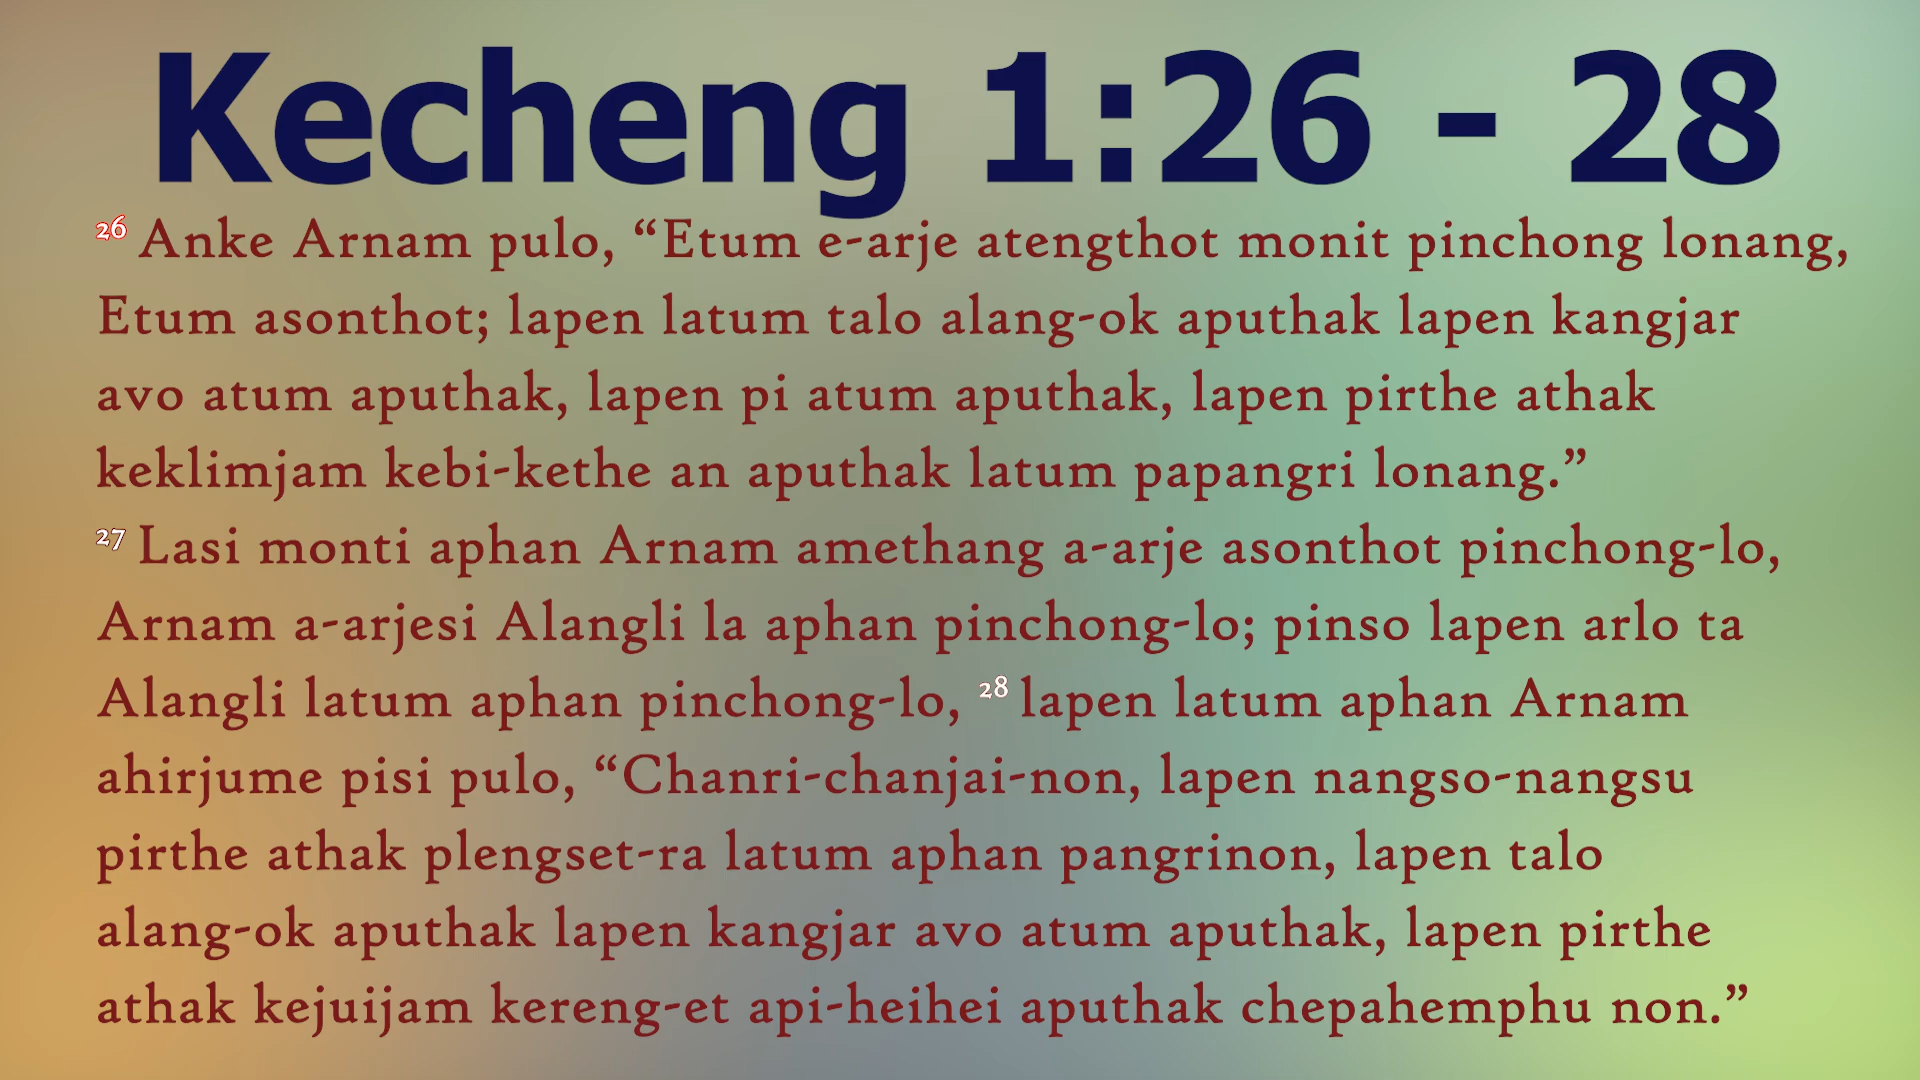 Kecheng 1:26 - 28
26 Anke Arnam pulo, “Etum e-arje atengthot monit pinchong lonang,
Etum asonthot; lapen latum talo alang-ok aputhak lapen kangjar
avo atum aputhak, lapen pi atum aputhak, lapen pirthe athak
keklimjam kebi-kethe an aputhak latum papangri lonang.”
27 Lasi monti aphan Arnam amethang a-arje asonthot pinchong-lo,
Arnam a-arjesi Alangli la aphan pinchong-lo; pinso lapen arlo ta
Alangli latum aphan pinchong-lo, 28 lapen latum aphan Arnam
ahirjume pisi pulo, “Chanri-chanjai-non, lapen nangso-nangsu
pirthe athak plengset-ra latum aphan pangrinon, lapen talo
alang-ok aputhak lapen kangjar avo atum aputhak, lapen pirthe
athak kejuijam kereng-et api-heihei aputhak chepahemphu non.”